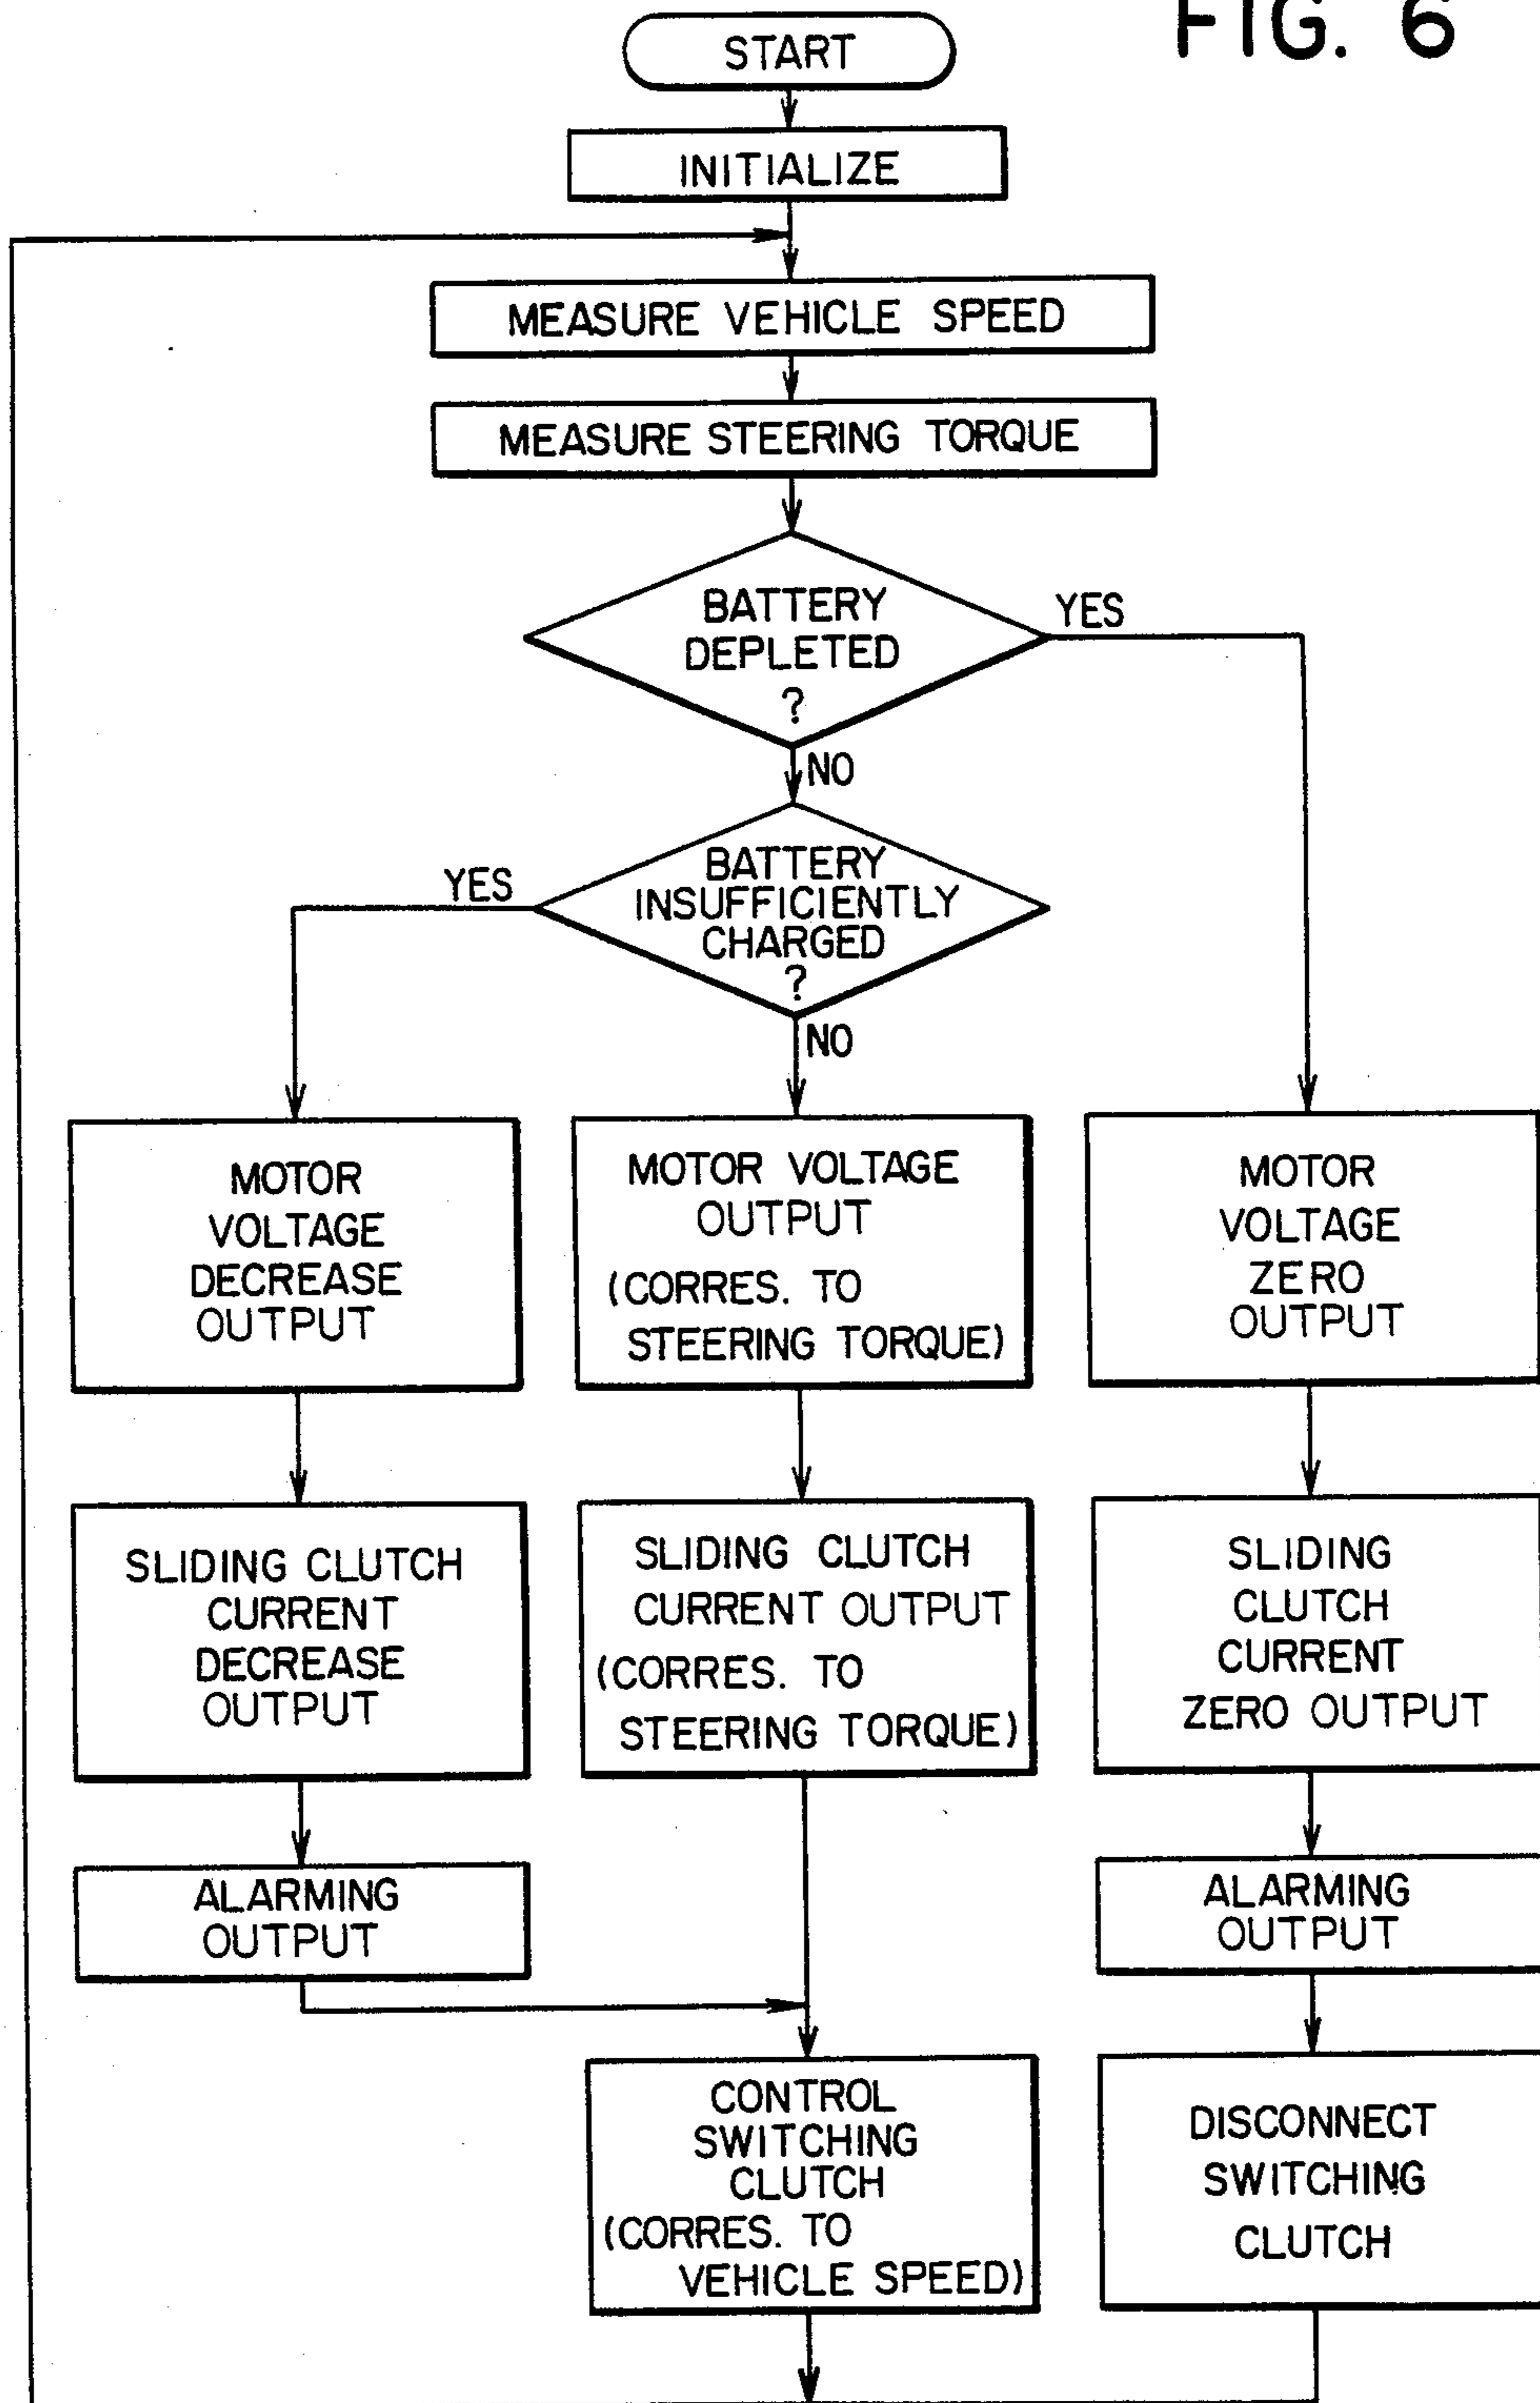 FIG. 6
START
INITIALIZE
MEASURE VEHICLE SPEED
MEASURE STEERING TORQUE
BATTERY
DEPLETED
?
YES
NO
BATTERY
INSUFFICIENTLY
CHARGED
?
YES
NO
MOTOR
VOLTAGE
DECREASE
OUTPUT
MOTOR VOLTAGE
OUTPUT
(CORRES. TO
STEERING TORQUE)
MOTOR
VOLTAGE
ZERO
OUTPUT
SLIDING CLUTCH
CURRENT
DECREASE
OUTPUT
SLIDING CLUTCH
CURRENT OUTPUT
(CORRES. TO
STEERING TORQUE)
SLIDING
CLUTCH
CURRENT
ZERO OUTPUT
ALARMING
OUTPUT
ALARMING
OUTPUT
CONTROL
SWITCHING
CLUTCH
(CORRES. TO
VEHICLE SPEED)
DISCONNECT
SWITCHING
CLUTCH